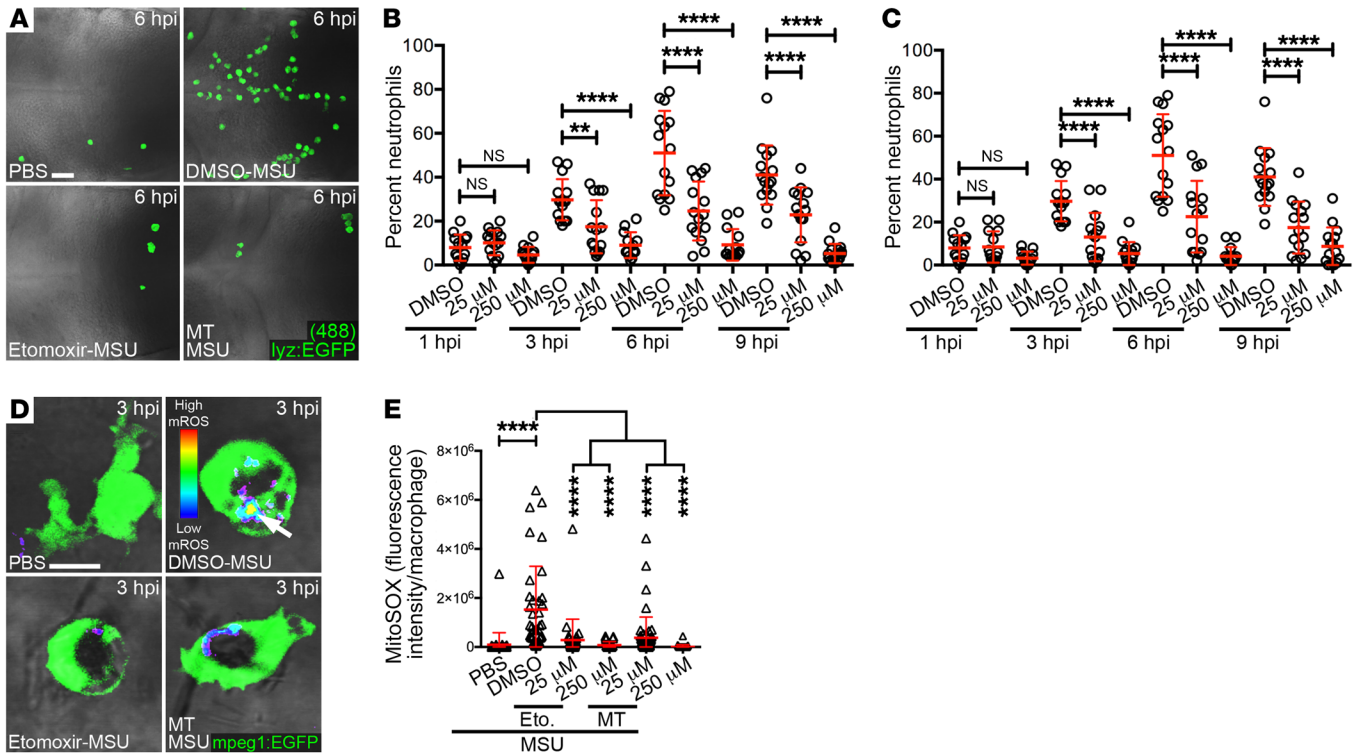 A
6 hpi
PBS
6 hpi
DMSO-MSU
6 hpi
Etomoxir-MSU
6 hpi
MT
MSU
(488)
lyz:EGFP
B
Percent neutrophils
100
80
60
40
20
0
NS
NS
**
****
****
****
****
****
DMSO
25 μM
250 μM
DMSO
25 μM
250 μM
DMSO
25 μM
250 μM
DMSO
25 μM
250 μM
1 hpi
3 hpi
6 hpi
9 hpi
C
Percent neutrophils
100
80
60
40
20
0
NS
NS
****
****
****
****
****
****
DMSO
25 μM
250 μM
DMSO
25 μM
250 μM
DMSO
25 μM
250 μM
DMSO
25 μM
250 μM
1 hpi
3 hpi
6 hpi
9 hpi
D
3 hpi
PBS
3 hpi
High
mROS
Low
mROS
DMSO-MSU
3 hpi
Etomoxir-MSU
3 hpi
MT
MSU
mpeg1:EGFP
E
MitoSOX (fluorescence
intensity/macrophage)
8×10⁶
6×10⁶
4×10⁶
2×10⁶
0
****
****
****
****
****
PBS
DMSO
25 μM
250 μM
25 μM
250 μM
Eto.
MT
MSU